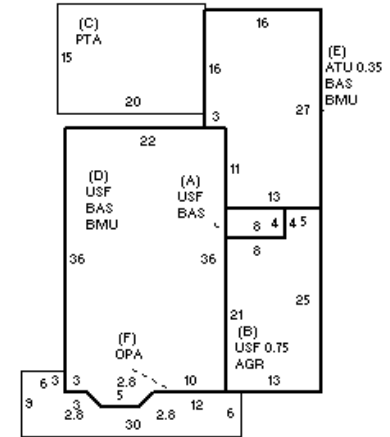 (C)
PTA
15
20
16
16
3
(E)
ATU 0.35
BAS
BMU
27
22
11
13
(D)
USF
BAS
BMU
(A)
USF
BAS
8
4
4
5
8
36
36
25
21
(B)
USF 0.75
AGR
13
(F)
OPA
6
3
3
2.8
5
10
9
3
2.8
30
2.8
12
6